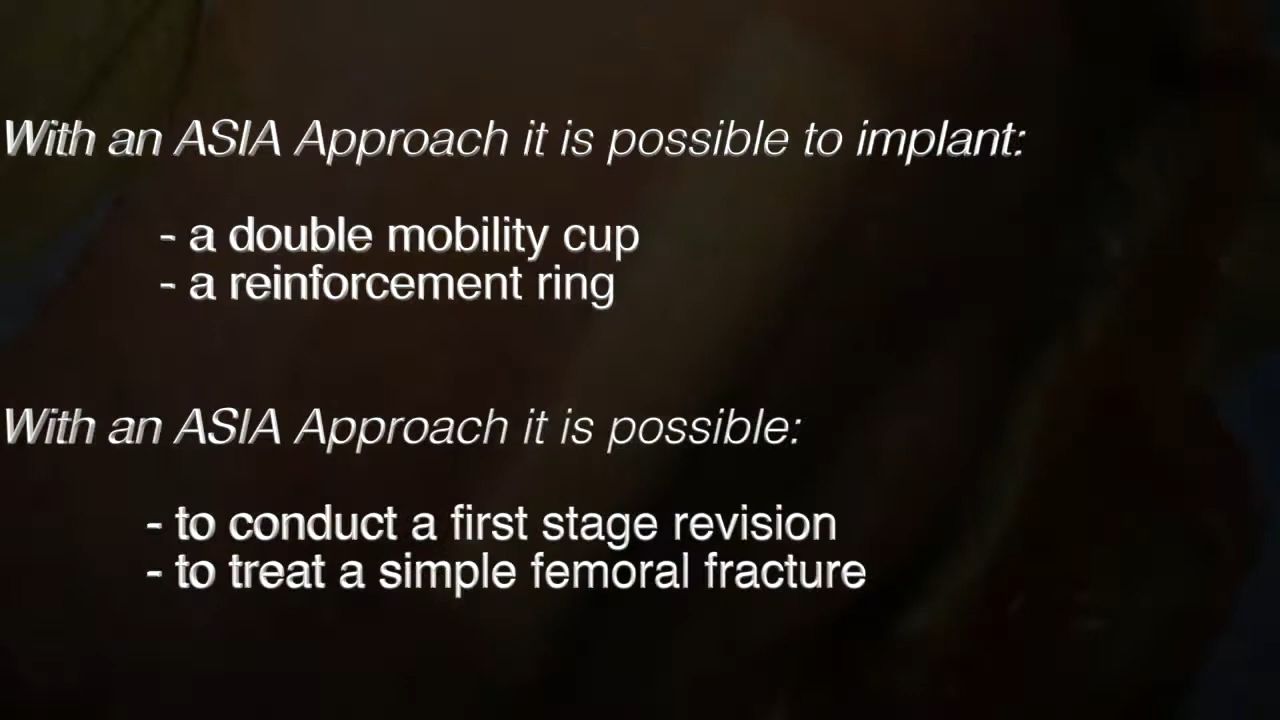 With an ASIA Approach it is possible to implant:
- a double mobility cup
- a reinforcement ring
With an ASIA Approach it is possible:
- to conduct a first stage revision
- to treat a simple femoral fracture